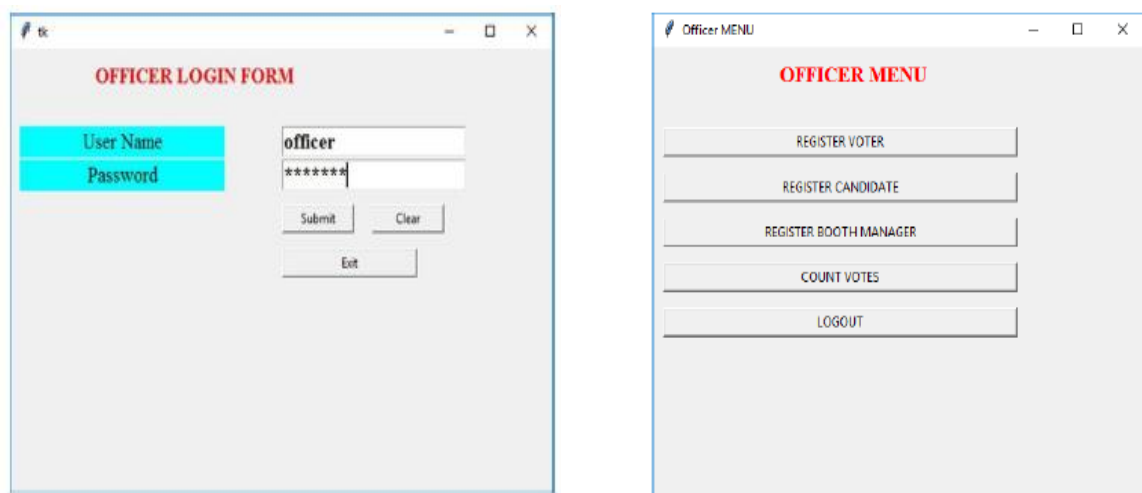 tk
OFFICER LOGIN FORM
User Name
officer
Password
*******
Submit
Clear
Exit
Officer MENU
OFFICER MENU
REGISTER VOTER
REGISTER CANDIDATE
REGISTER BOOTH MANAGER
COUNT VOTES
LOGOUT